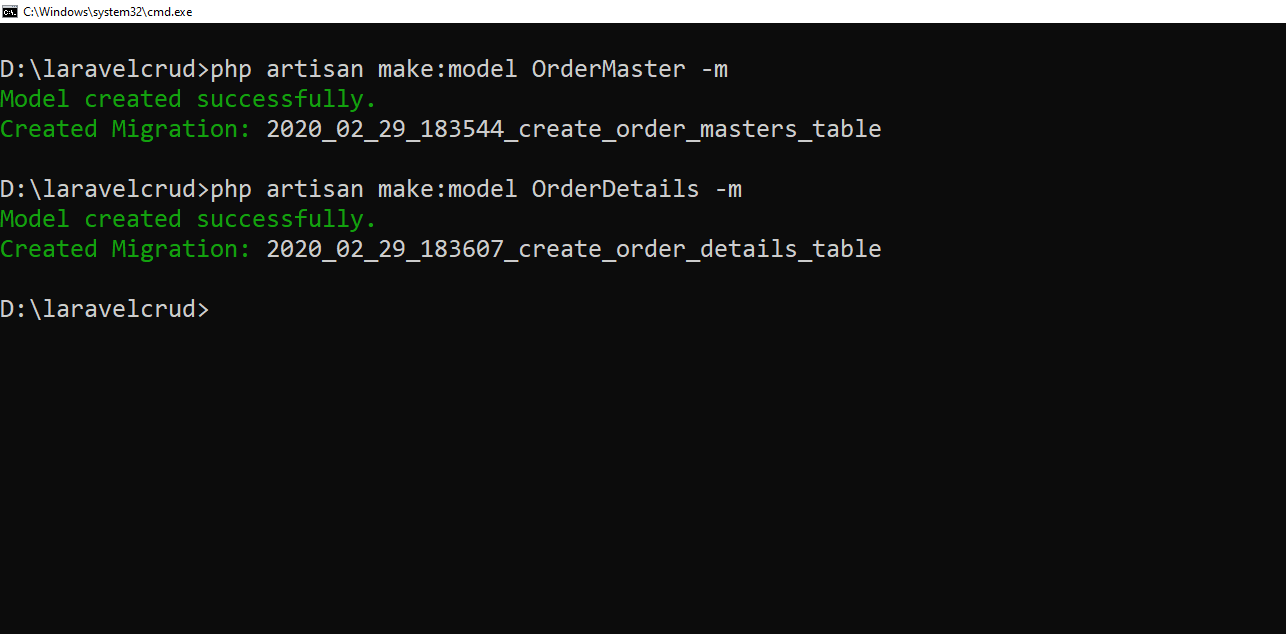 C:\Windows\system32\cmd.exe
D:\laravelcrud>php artisan make:model OrderMaster -m
Model created successfully.
Created Migration: 2020_02_29_183544_create_order_masters_table
D:\laravelcrud>php artisan make:model OrderDetails -m
Model created successfully.
Created Migration: 2020_02_29_183607_create_order_details_table
D:\laravelcrud>